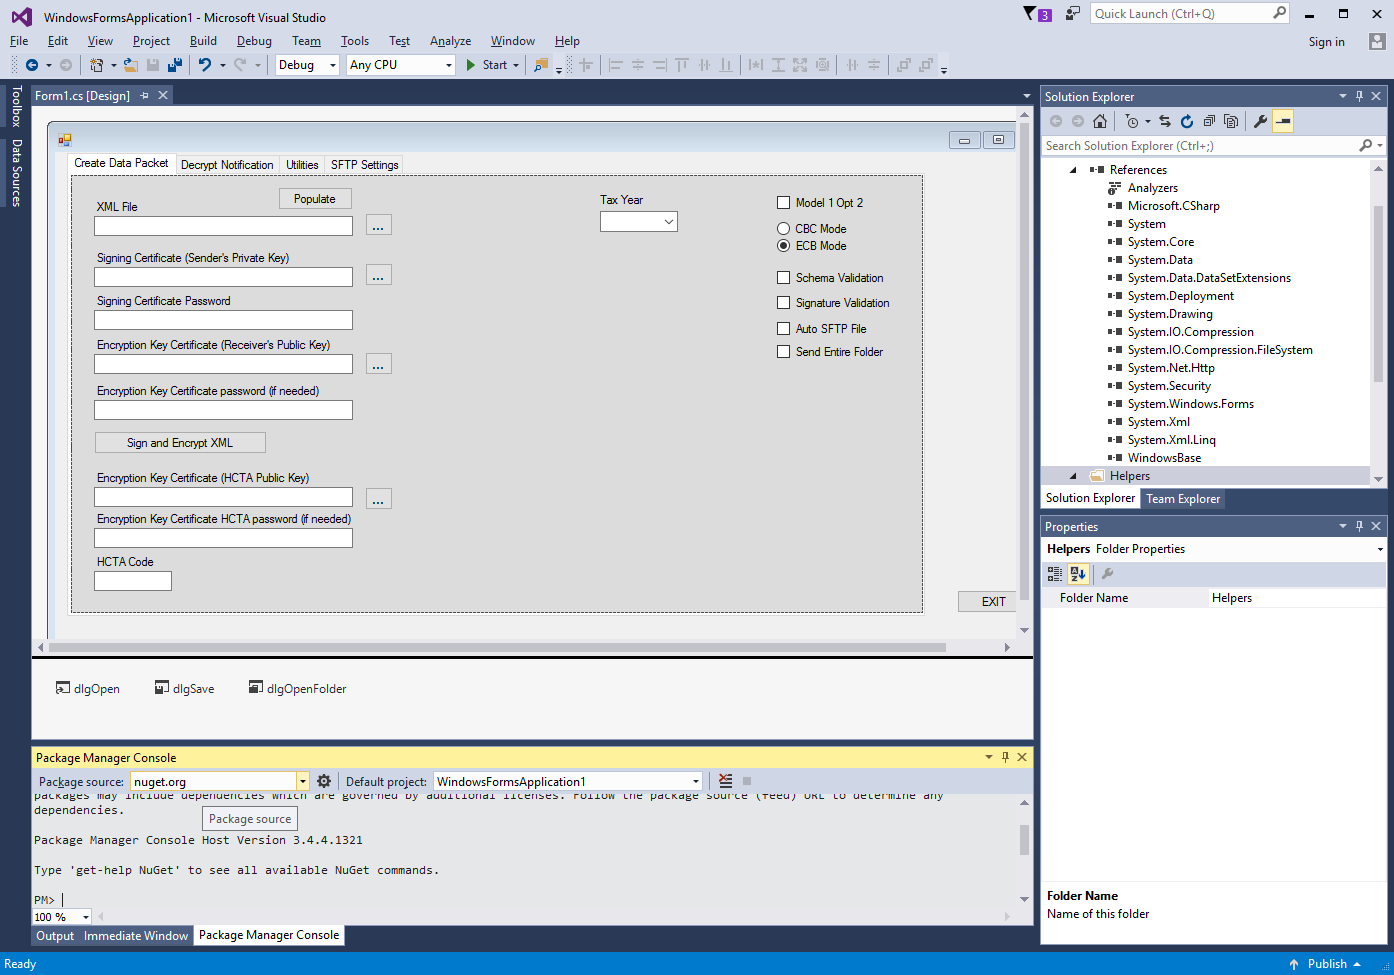 WindowsFormsApplication1 - Microsoft Visual Studio
3
Quick Launch (Ctrl+Q)
File Edit View Project Build Debug Team Tools Test Analyze Window Help
Sign in
Debug Any CPU Start
Toolbox
Data Sources
Form1.cs [Design]
Create Data Packet Decrypt Notification Utilities SFTP Settings
Populate
XML File
...
Signing Certificate (Sender's Private Key)
...
Signing Certificate Password
Encryption Key Certificate (Receiver's Public Key)
...
Encryption Key Certificate password (if needed)
Sign and Encrypt XML
Encryption Key Certificate (HCTA Public Key)
...
Encryption Key Certificate HCTA password (if needed)
HCTA Code
Tax Year
Model 1 Opt 2
CBC Mode
ECB Mode
Schema Validation
Signature Validation
Auto SFTP File
Send Entire Folder
EXIT
dlgOpen dlgSave dlgOpenFolder
Package Manager Console
Package source: nuget.org Default project: WindowsFormsApplication1
packages may include dependencies which are governed by additional licenses. Follow the package source (feed) URL to determine any
dependencies.
Package source
Package Manager Console Host Version 3.4.4.1321
Type 'get-help NuGet' to see all available NuGet commands.
PM>
100 %
Output Immediate Window Package Manager Console
Solution Explorer
Search Solution Explorer (Ctrl+;)
References
Analyzers
Microsoft.CSharp
System
System.Core
System.Data
System.Data.DataSetExtensions
System.Deployment
System.Drawing
System.IO.Compression
System.IO.Compression.FileSystem
System.Net.Http
System.Security
System.Windows.Forms
System.Xml
System.Xml.Linq
WindowsBase
Helpers
Solution Explorer Team Explorer
Properties
Helpers Folder Properties
Folder Name Helpers
Folder Name
Name of this folder
Ready
Publish